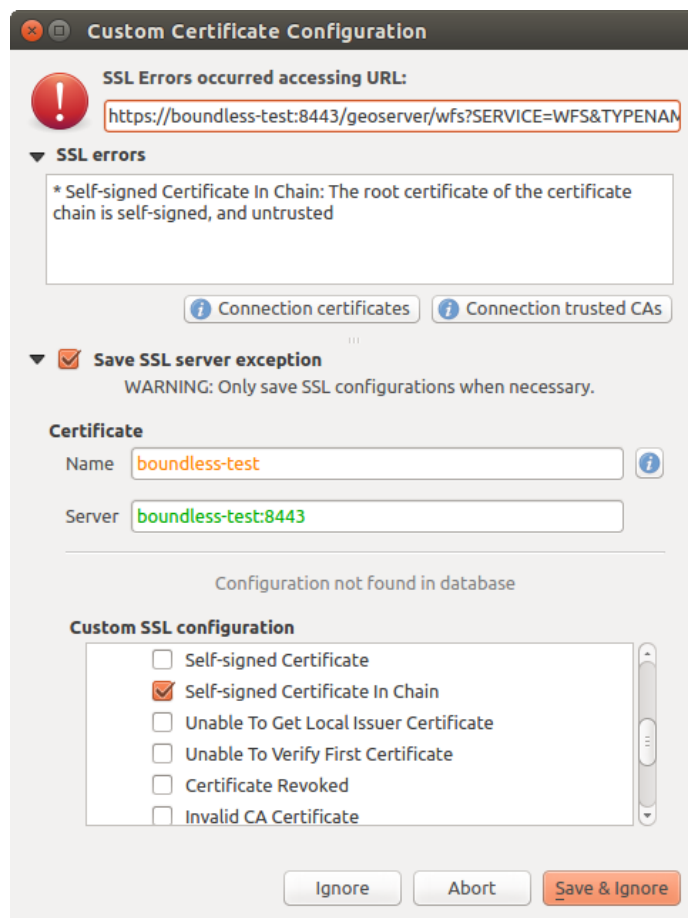 Custom Certificate Configuration
SSL Errors occurred accessing URL:
https://boundless-test:8443/geoserver/wfs?SERVICE=WFS&TYPENAM
SSL errors
* Self-signed Certificate In Chain: The root certificate of the certificate
chain is self-signed, and untrusted
Connection certificates
Connection trusted CAs
Save SSL server exception
WARNING: Only save SSL configurations when necessary.
Certificate
Name boundless-test
Server boundless-test:8443
Configuration not found in database
Custom SSL configuration
Self-signed Certificate
Self-signed Certificate In Chain
Unable To Get Local Issuer Certificate
Unable To Verify First Certificate
Certificate Revoked
Invalid CA Certificate
Ignore
Abort
Save & Ignore